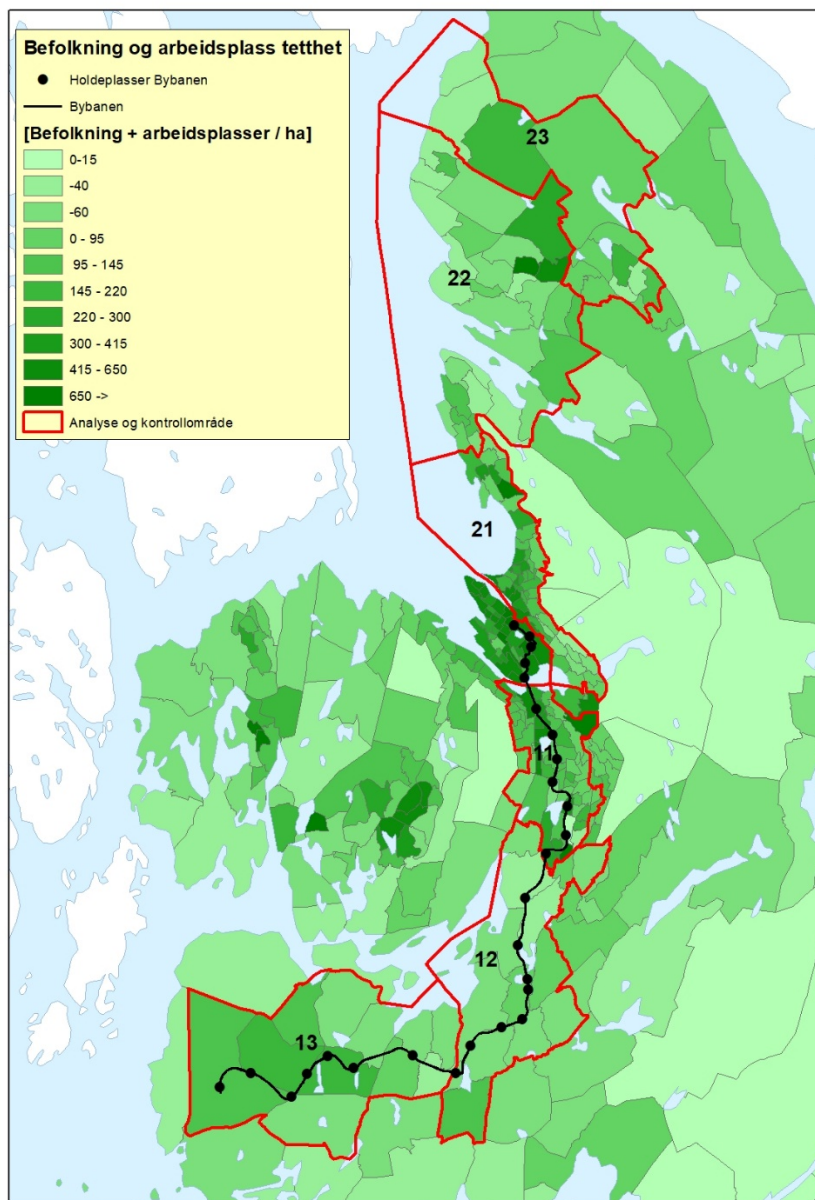 Befolkning og arbeidsplass tetthet
Holdeplasser Bybanen
Bybanen
[Befolkning + arbeidsplasser / ha]
0-15
-40
-60
0 - 95
95 - 145
145 - 220
220 - 300
300 - 415
415 - 650
650 ->
Analyse og kontrollområde
23
22
21
11
12
13